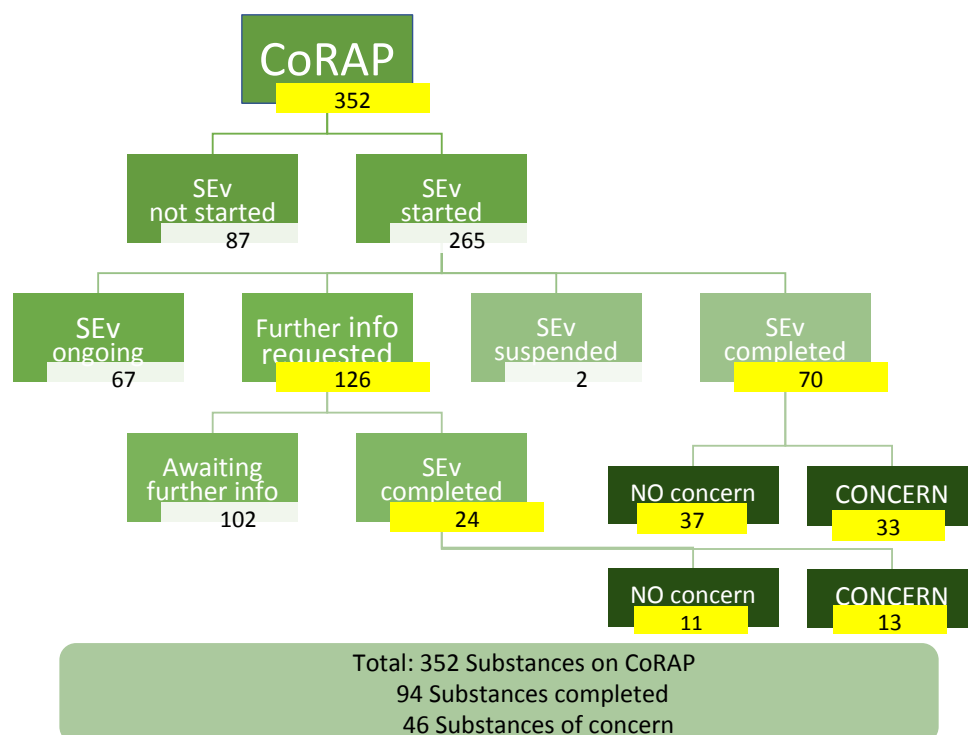 CoRAP
352
SEv
not started
87
SEv
started
265
SEv
ongoing
67
Further info
requested
126
SEv
suspended
2
SEv
completed
70
Awaiting
further info
102
SEv
completed
24
NO concern
37
CONCERN
33
NO concern
11
CONCERN
13
Total: 352 Substances on CoRAP
94 Substances completed
46 Substances of concern